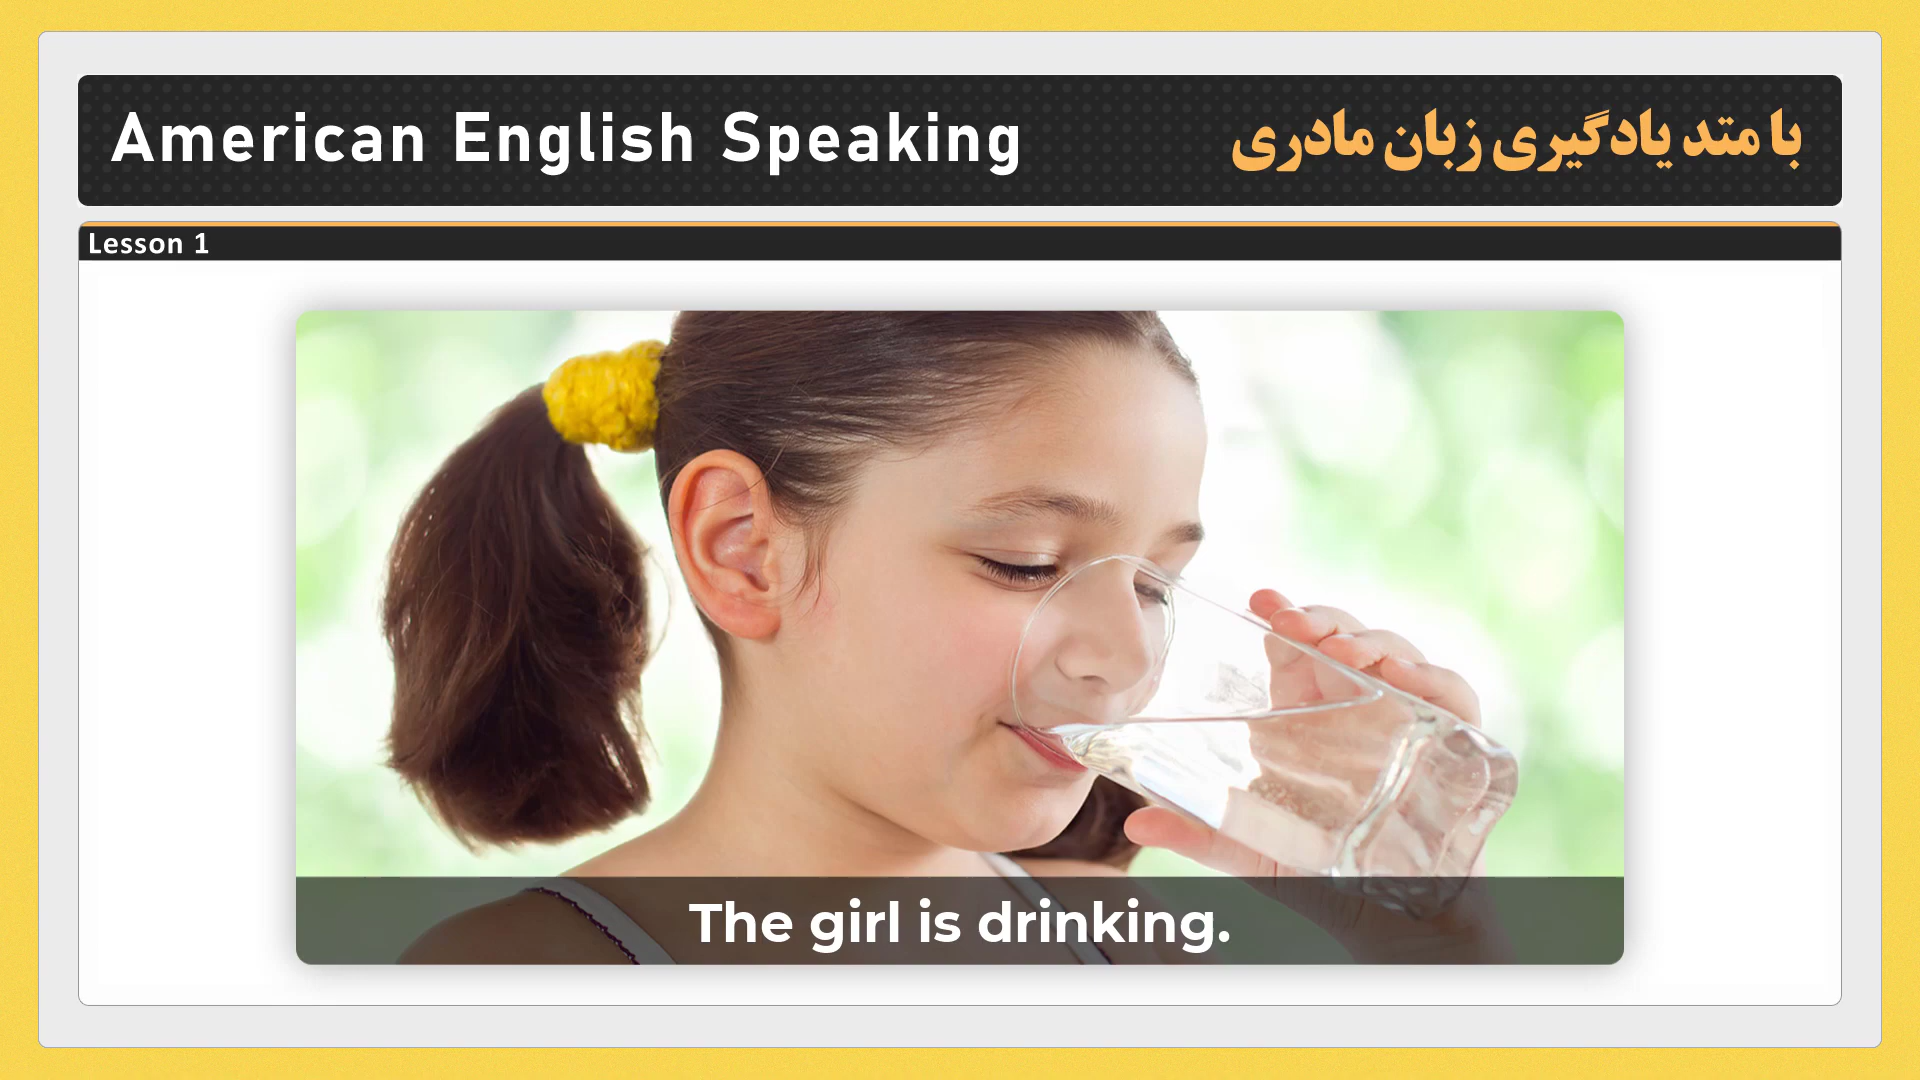 American English Speaking
با متد یادگیری زبان مادری
Lesson 1
The girl is drinking.